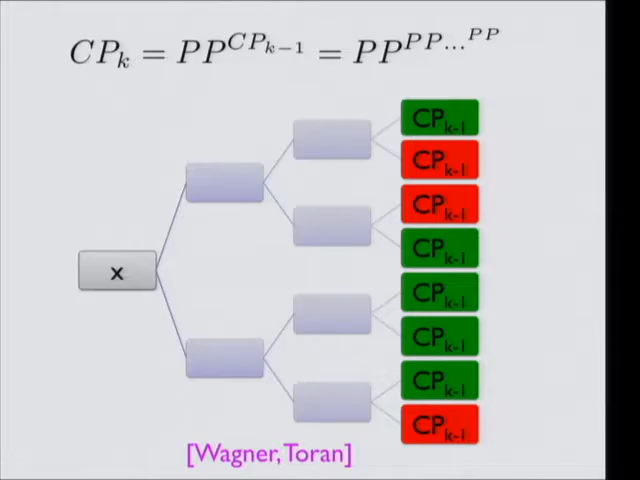 CP_k = PP^{CP_{k-1}} = PP^{PP...^{PP}}
CP_{k-1}
CP_{k-1}
CP_{k-1}
CP_{k-1}
x
CP_{k-1}
CP_{k-1}
CP_{k-1}
CP_{k-1}
[Wagner,Toran]